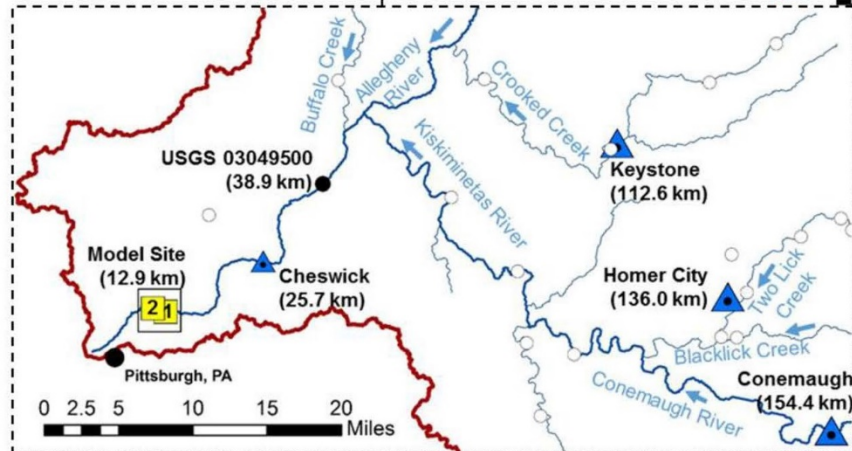 Buffalo Creek
Allegheny
River
Crooked Creek
Kiskiminetas River
USGS 03049500
(38.9 km)
Keystone
(112.6 km)
Model Site
(12.9 km)
2 1
Cheswick
(25.7 km)
Homer City
(136.0 km)
Two Lick
Creek
Blacklick Creek
Pittsburgh, PA
Conemaugh
(154.4 km)
Conemaugh River
0 2.5 5 10 15 20 Miles